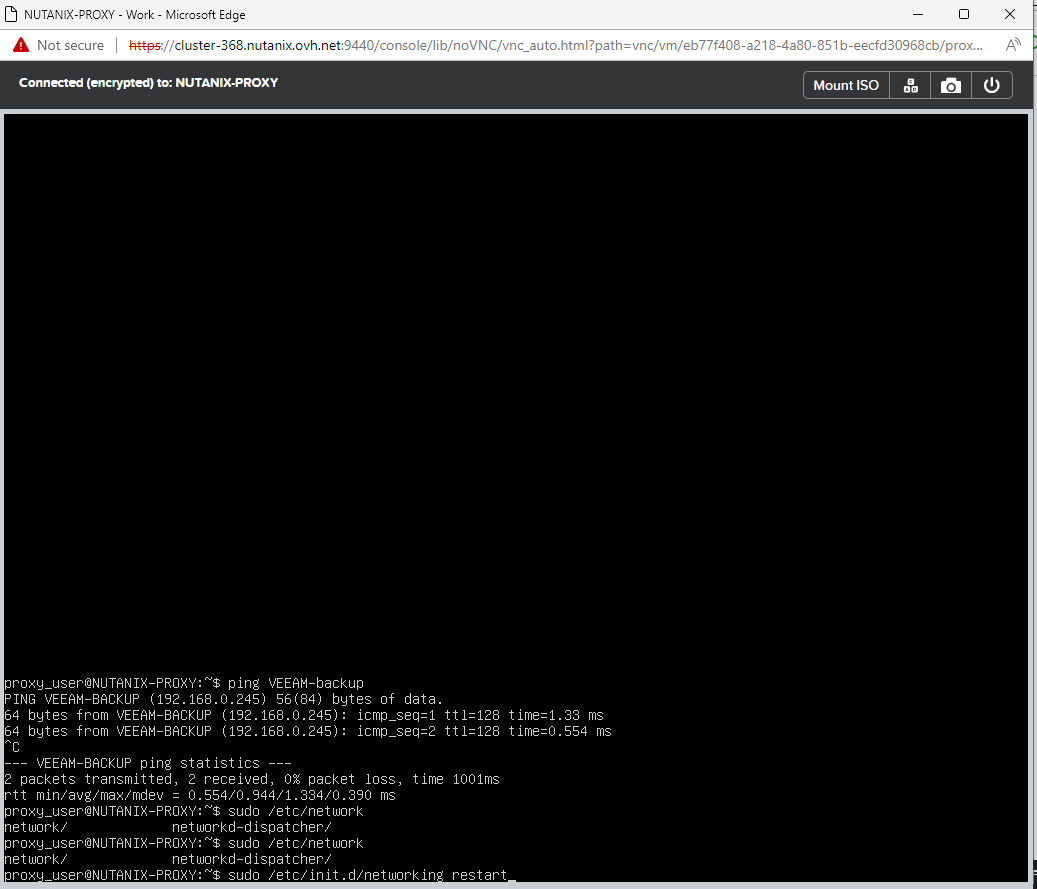 NUTANIX-PROXY - Work - Microsoft Edge
Not secure https://cluster-368.nutanix.ovh.net:9440/console/lib/noVNC/vnc_auto.html?path=vnc/vm/eb77f408-a218-4a80-851b-eecfd30968cb/prox...
Connected (encrypted) to: NUTANIX-PROXY
Mount ISO
proxy_user@NUTANIX-PROXY:~$ ping VEEAM-backup
PING VEEAM-BACKUP (192.168.0.245) 56(84) bytes of data.
64 bytes from VEEAM-BACKUP (192.168.0.245): icmp_seq=1 ttl=128 time=1.33 ms
64 bytes from VEEAM-BACKUP (192.168.0.245): icmp_seq=2 ttl=128 time=0.554 ms
^C
--- VEEAM-BACKUP ping statistics ---
2 packets transmitted, 2 received, 0% packet loss, time 1001ms
rtt min/avg/max/mdev = 0.554/0.944/1.334/0.390 ms
proxy_user@NUTANIX-PROXY:~$ sudo /etc/network
network/ networkd-dispatcher/
proxy_user@NUTANIX-PROXY:~$ sudo /etc/network
network/ networkd-dispatcher/
proxy_user@NUTANIX-PROXY:~$ sudo /etc/init.d/networking restart_